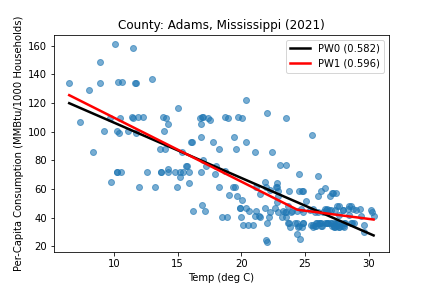 County: Adams, Mississippi (2021)
Per-Capita Consumption (MMBtu/1000 Households)
160
140
120
100
80
60
40
20
PW0 (0.582)
PW1 (0.596)
10
15
20
25
30
Temp (deg C)